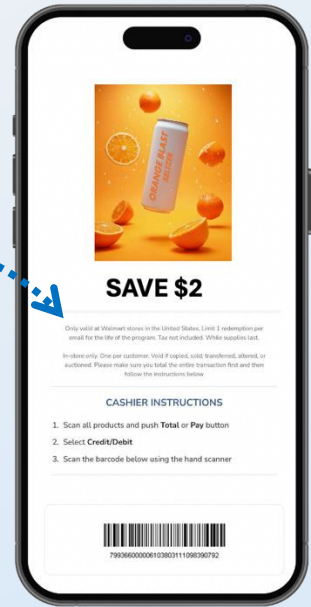 ORANGE BLAST
SELTZER
SAVE $2
Only valid at Walmart stores in the United States, Limit 1 redemption per
email for the life of the program. Tax not included. While supplies last.
In-store only. One per customer. Void if copied, sold, transferred, altered, or
auctioned. Please make sure you total the entire transaction first and then
follow the instructions below.
CASHIER INSTRUCTIONS
1. Scan all products and push Total or Pay button
2. Select Credit/Debit
3. Scan the barcode below using the hand scanner
799366000006103803111098390792